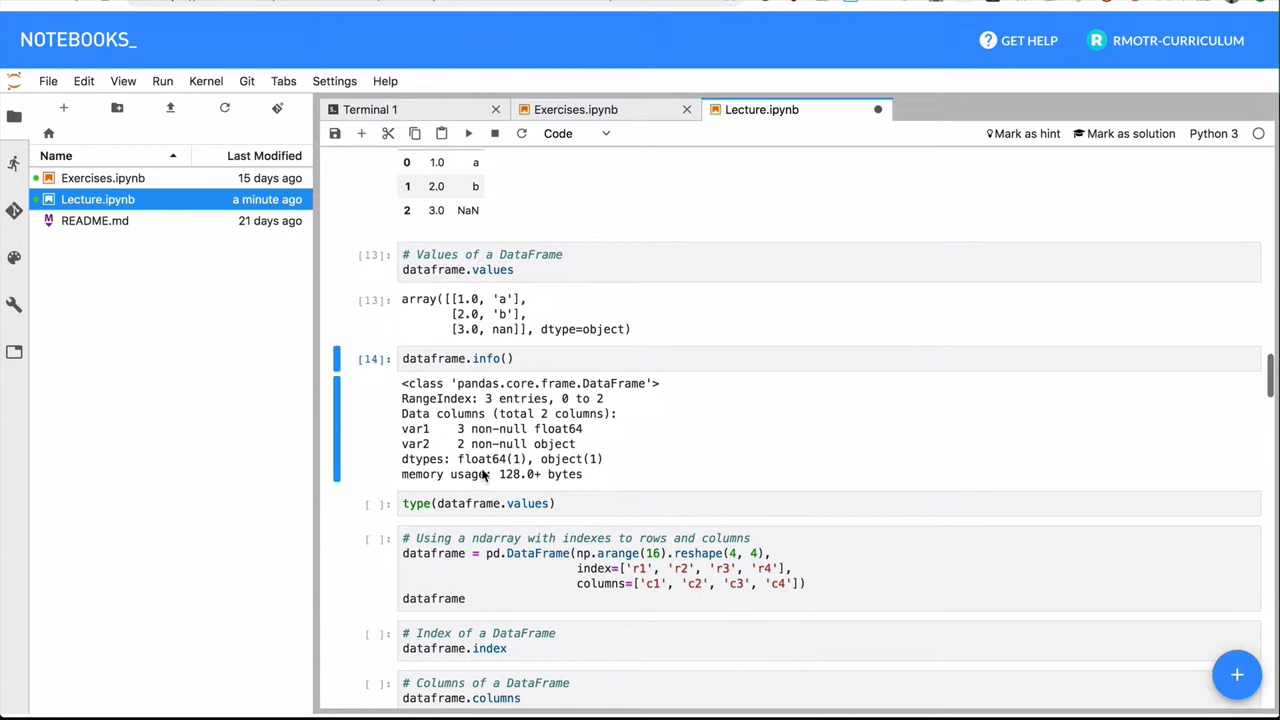 NOTEBOOKS_
GET HELP
R RMOTR-CURRICULUM
File Edit View Run Kernel Git Tabs Settings Help
Name Last Modified
Exercises.ipynb 15 days ago
Lecture.ipynb a minute ago
README.md 21 days ago
Terminal 1
Exercises.ipynb
Lecture.ipynb
Code
Mark as hint
Mark as solution
Python 3
0 1.0 a
1 2.0 b
2 3.0 NaN
[13]: # Values of a DataFrame
dataframe.values
[13]: array([[1.0, 'a'],
[2.0, 'b'],
[3.0, nan]], dtype=object)
[14]: dataframe.info()
<class 'pandas.core.frame.DataFrame'>
RangeIndex: 3 entries, 0 to 2
Data columns (total 2 columns):
var1 3 non-null float64
var2 2 non-null object
dtypes: float64(1), object(1)
memory usage: 128.0+ bytes
[ ]: type(dataframe.values)
[ ]: # Using a ndarray with indexes to rows and columns
dataframe = pd.DataFrame(np.arange(16).reshape(4, 4),
index=['r1', 'r2', 'r3', 'r4'],
columns=['c1', 'c2', 'c3', 'c4'])
dataframe
[ ]: # Index of a DataFrame
dataframe.index
[ ]: # Columns of a DataFrame
dataframe.columns